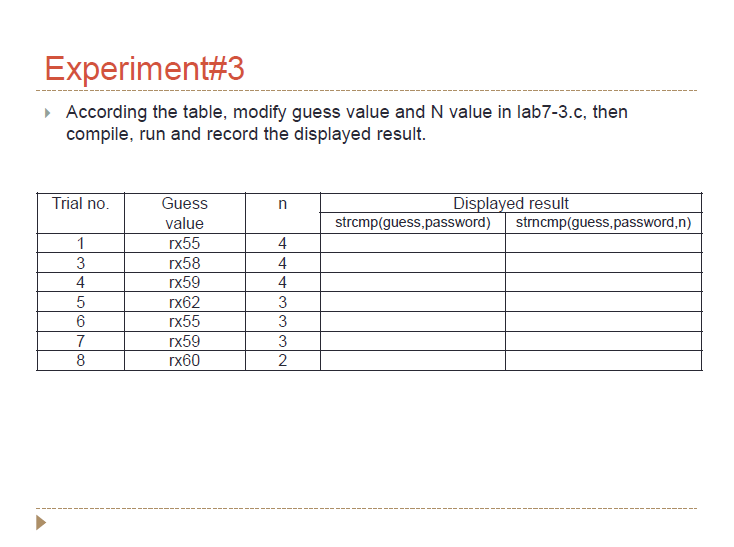 Experiment#3
According the table, modify guess value and N value in lab7-3.c, then
compile, run and record the displayed result.
Trial no. Guess value n Displayed result
strcmp(guess,password) strncmp(guess,password,n)
1 rx55 4
3 rx58 4
4 rx59 4
5 rx62 3
6 rx55 3
7 rx59 3
8 rx60 2